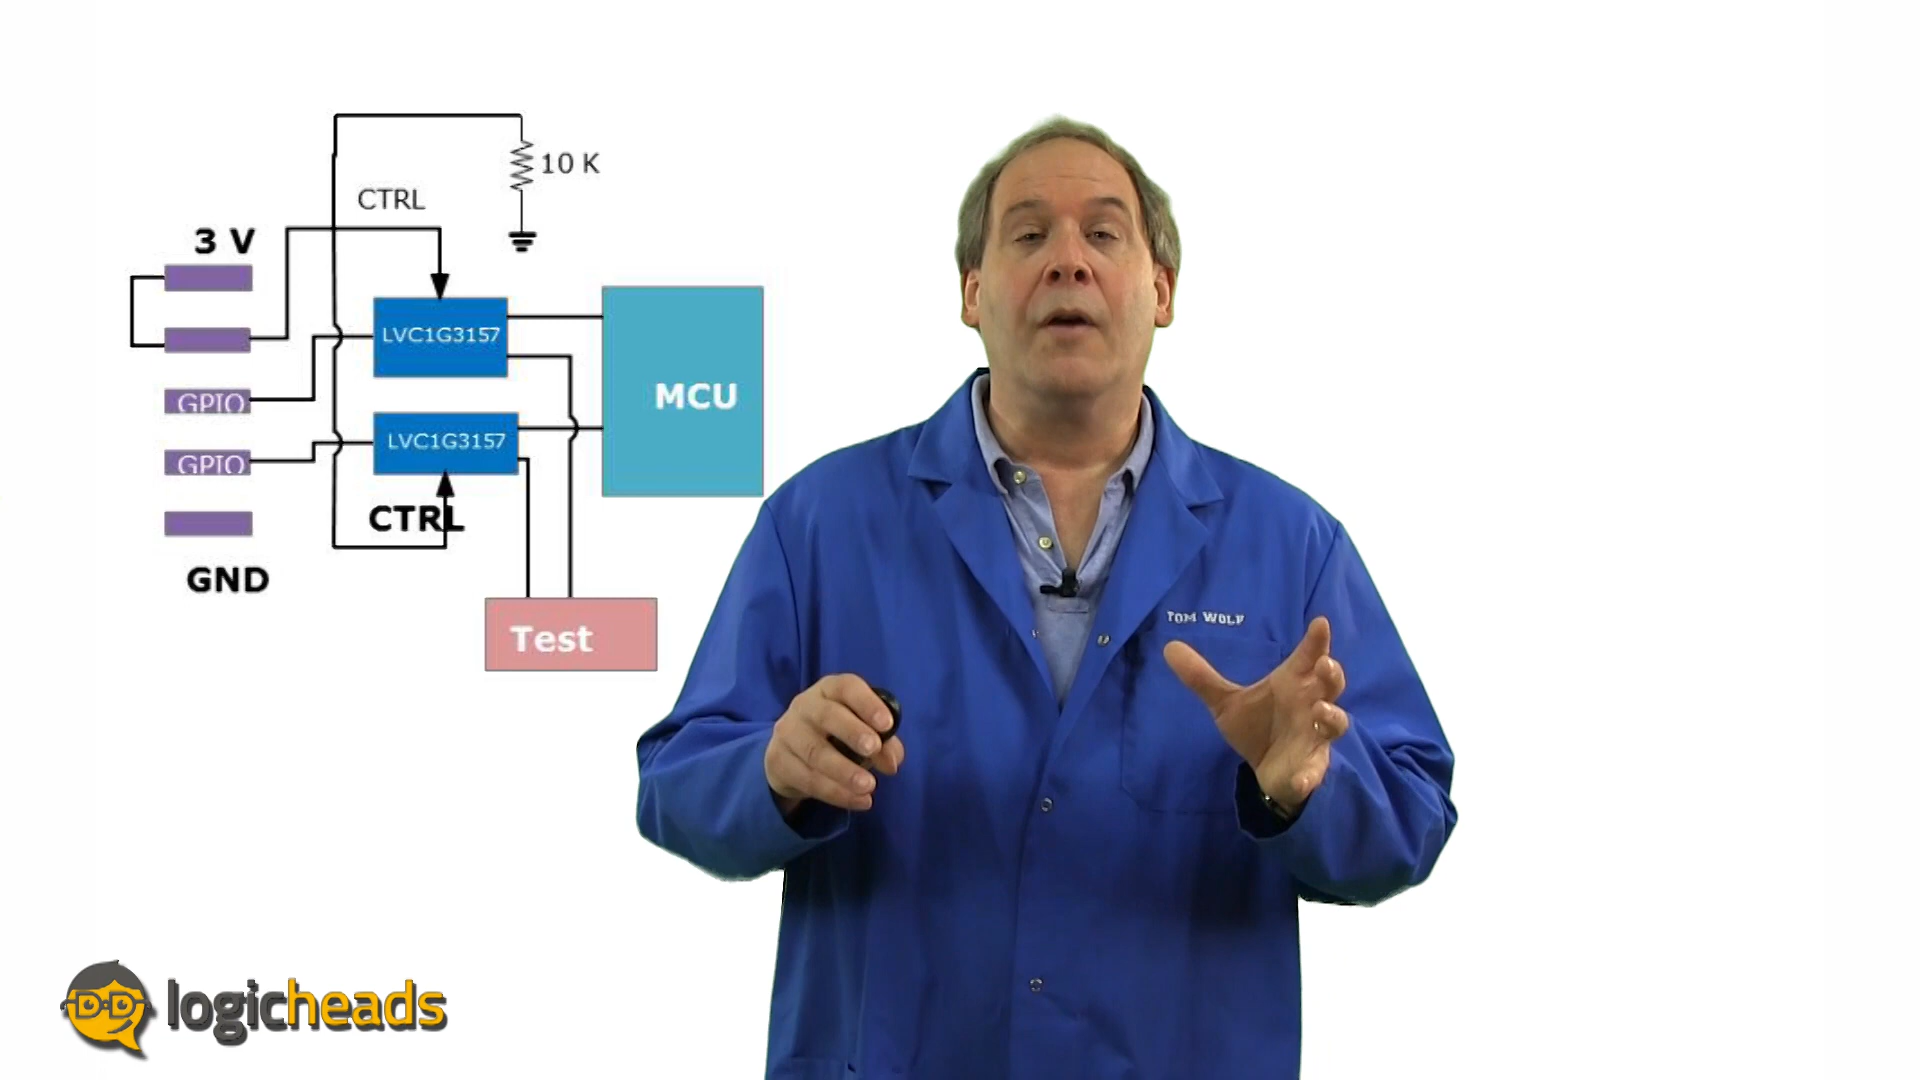 10 K
CTRL
3 V
LVC1G3157
GPIO
MCU
LVC1G3157
GPIO
CTRL
GND
Test
TOM WOLF
logicheads